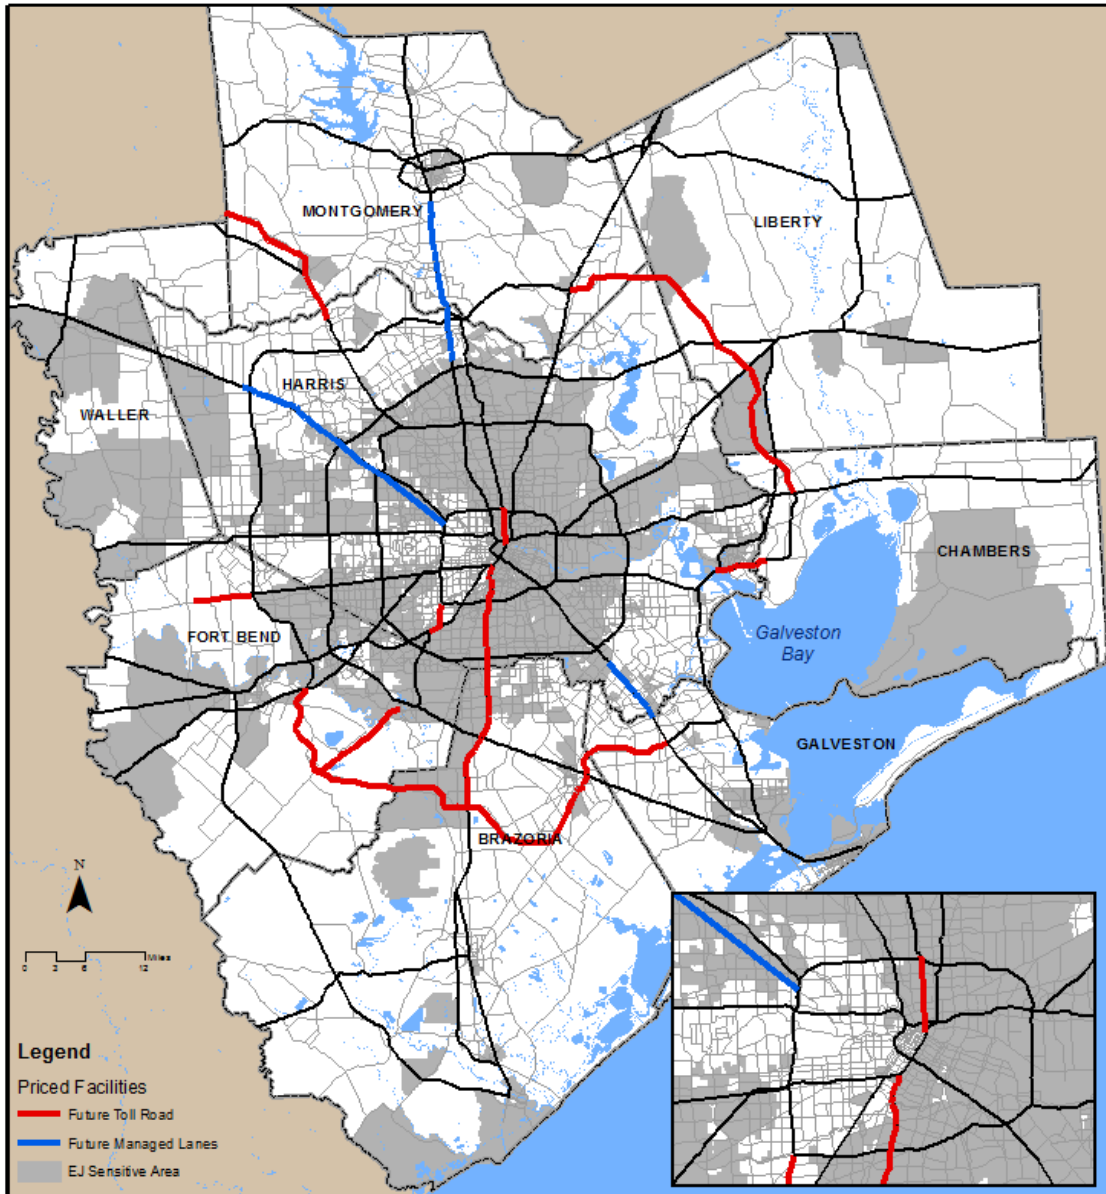 MONTGOMERY
LIBERTY
HARRIS
WALLER
CHAMBERS
FORT BEND
Galveston
Bay
GALVESTON
BRAZORIA
N
0 3 6 12 Miles
Legend
Priced Facilities
Future Toll Road
Future Managed Lanes
EJ Sensitive Area